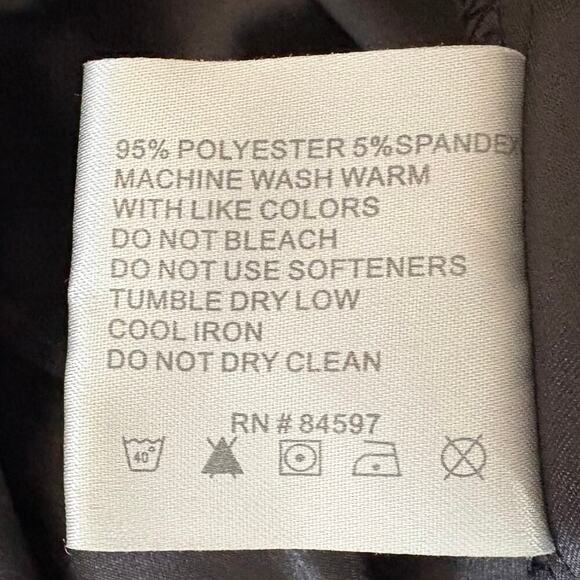 95% POLYESTER 5%SPANDEX
MACHINE WASH WARM
WITH LIKE COLORS
DO NOT BLEACH
DO NOT USE SOFTENERS
TUMBLE DRY LOW
COOL IRON
DO NOT DRY CLEAN
RN # 84597
40°